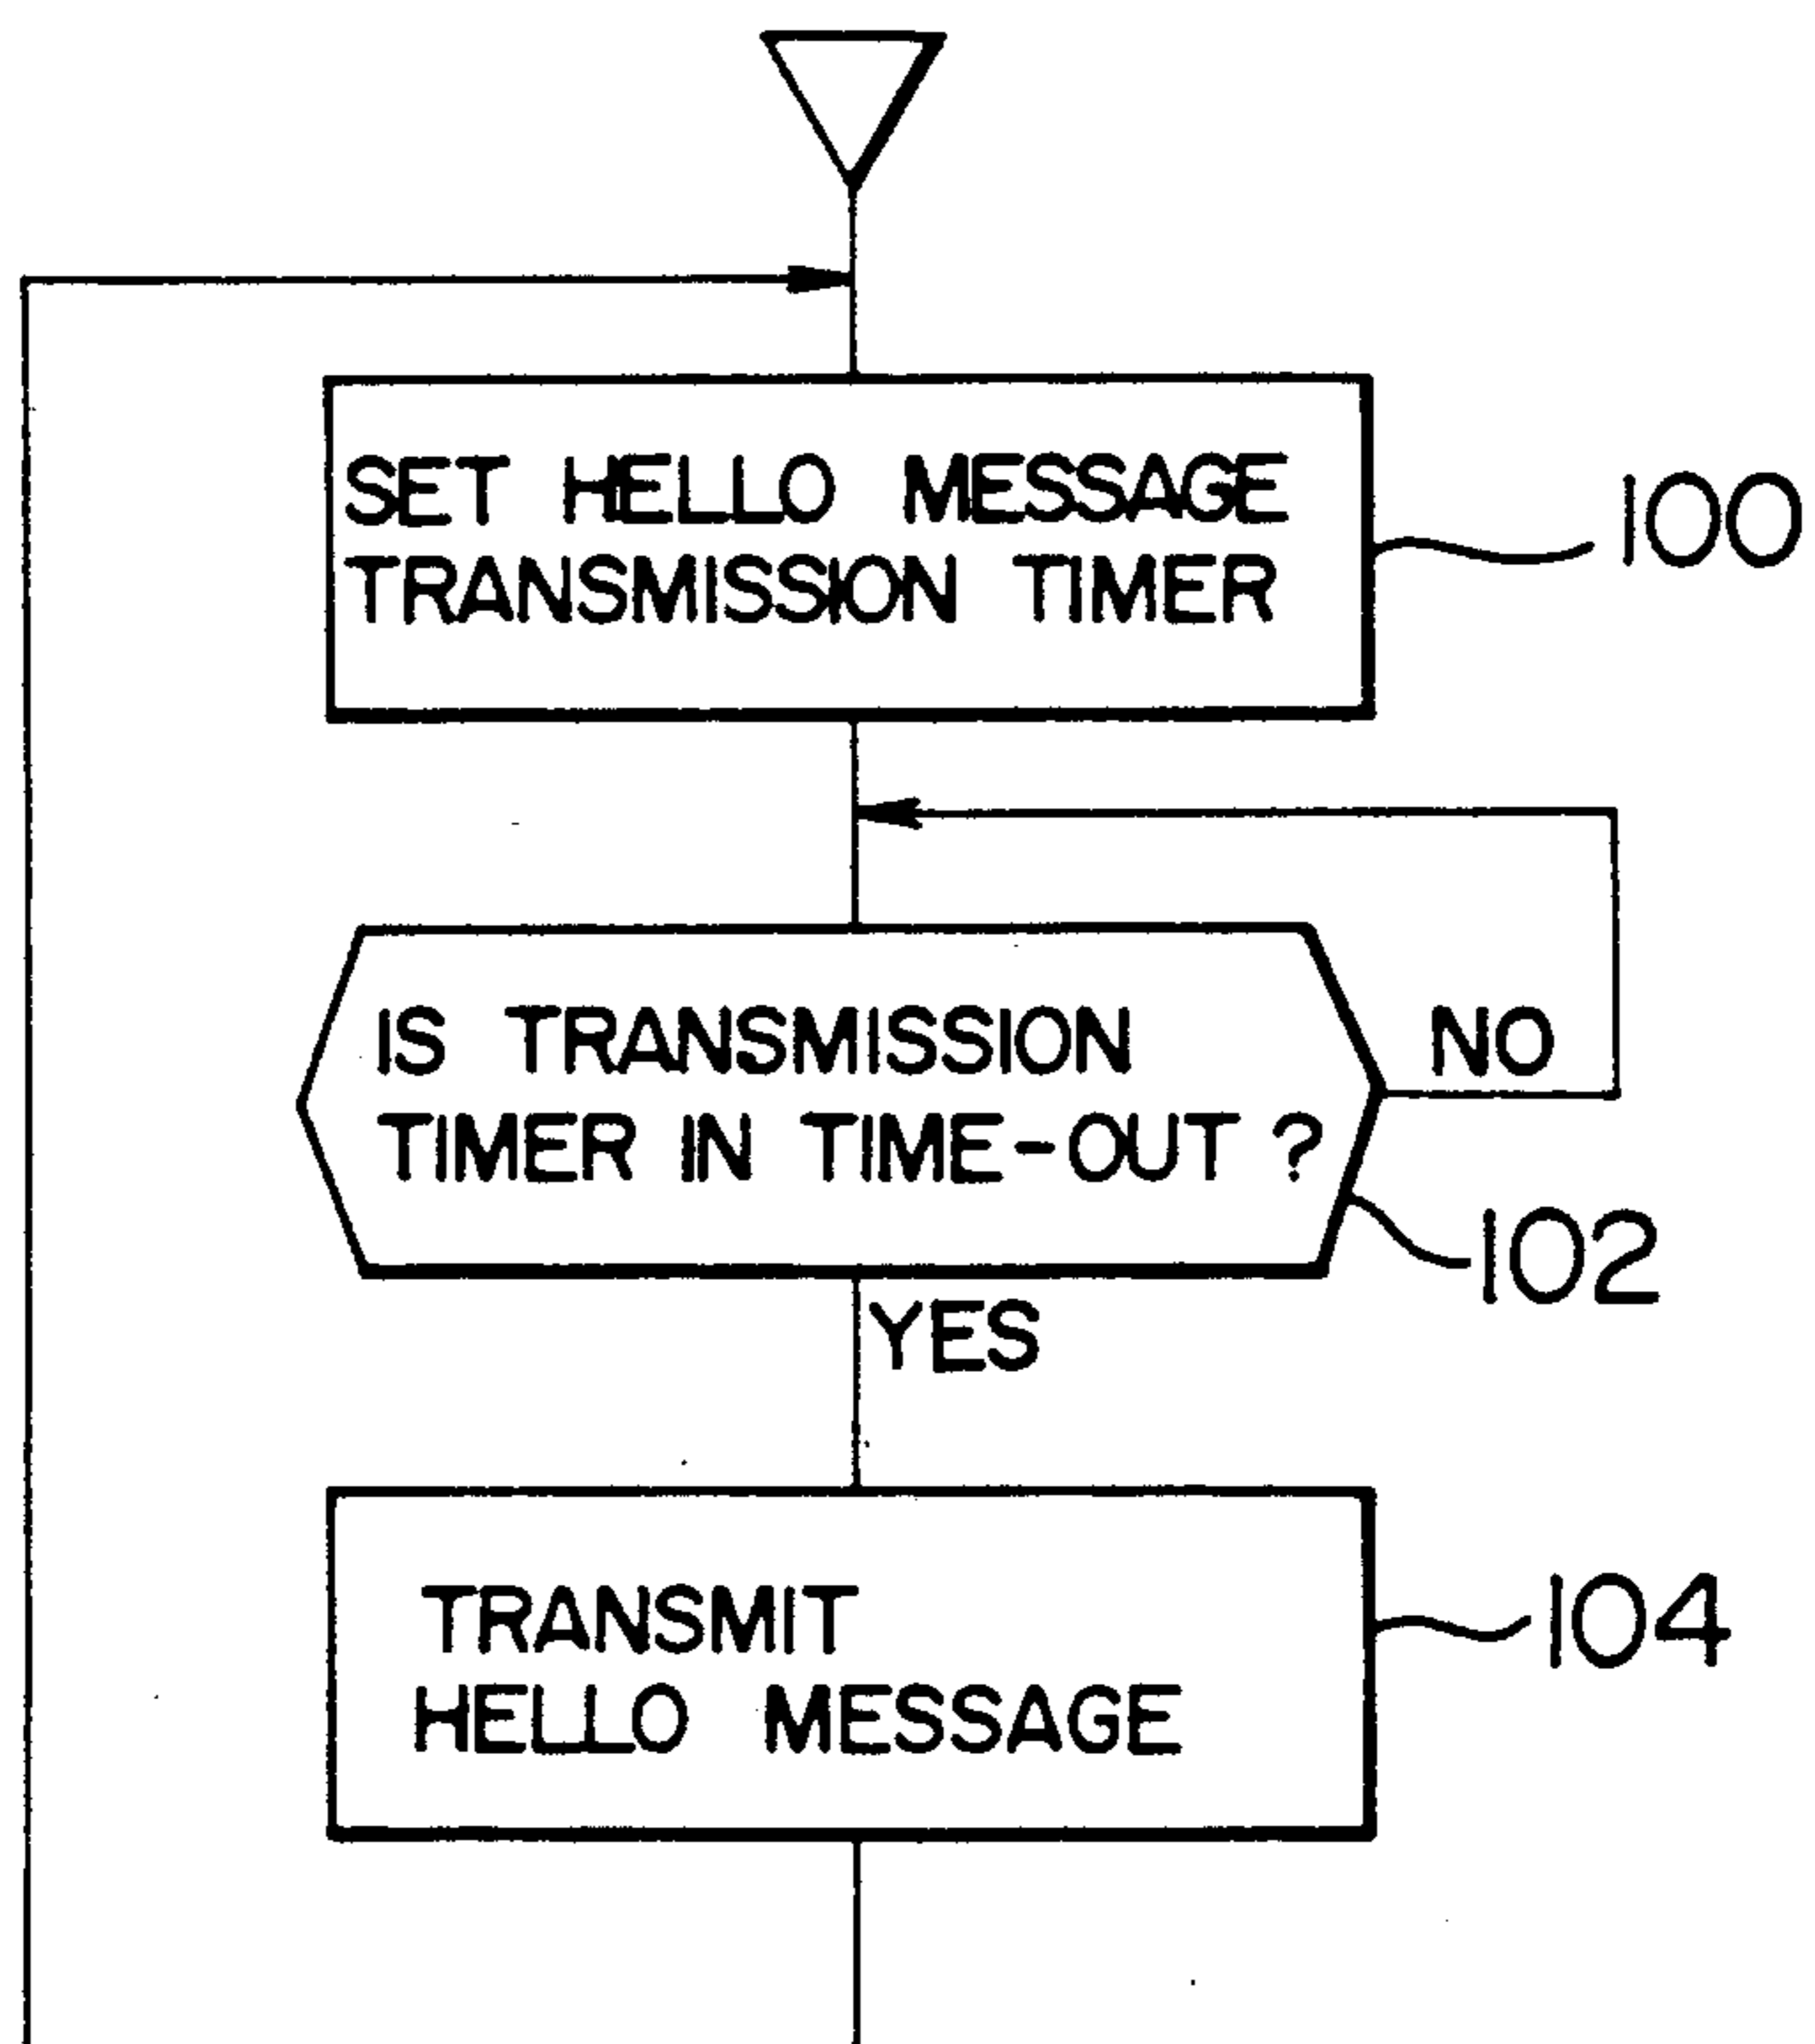 SET HELLO MESSAGE
TRANSMISSION TIMER
100
IS TRANSMISSION
TIMER IN TIME-OUT ?
NO
102
YES
TRANSMIT
HELLO MESSAGE
104